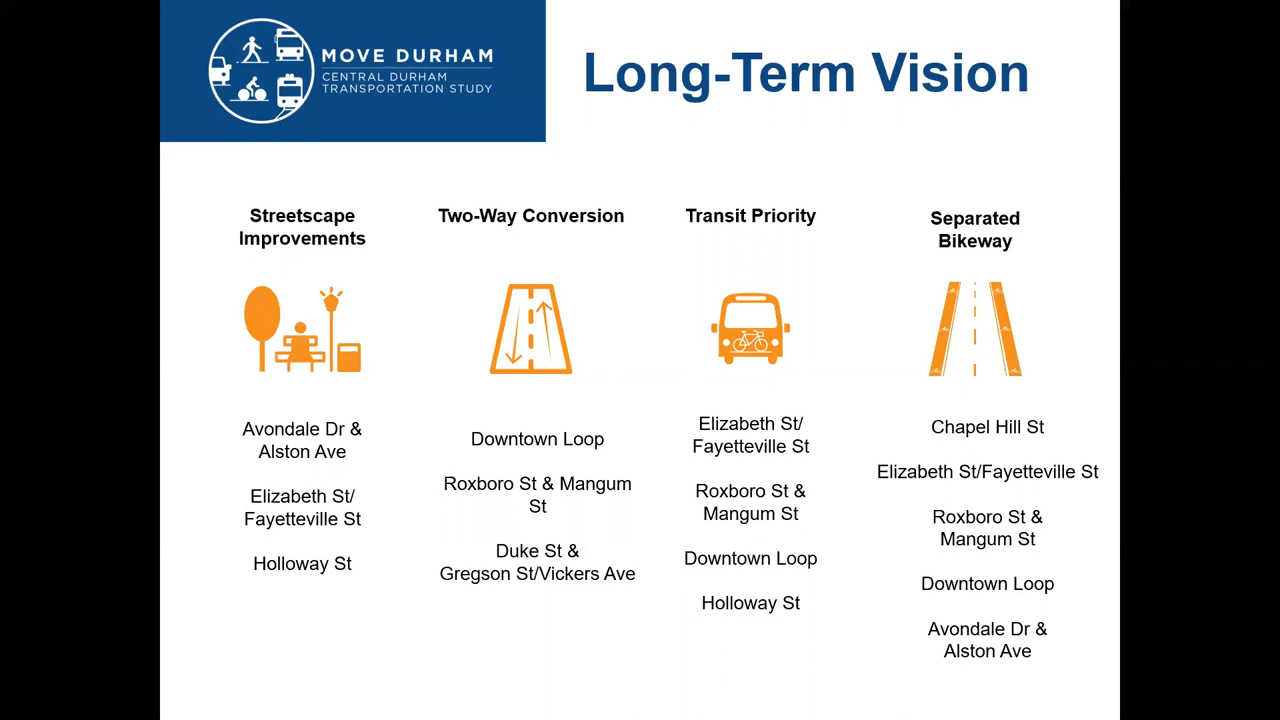 MOVE DURHAM
CENTRAL DURHAM
TRANSPORTATION STUDY
Long-Term Vision
Streetscape
Improvements
Avondale Dr &
Alston Ave
Elizabeth St/
Fayetteville St
Holloway St
Two-Way Conversion
Downtown Loop
Roxboro St & Mangum
St
Duke St &
Gregson St/Vickers Ave
Transit Priority
Elizabeth St/
Fayetteville St
Roxboro St &
Mangum St
Downtown Loop
Holloway St
Separated
Bikeway
Chapel Hill St
Elizabeth St/Fayetteville St
Roxboro St &
Mangum St
Downtown Loop
Avondale Dr &
Alston Ave